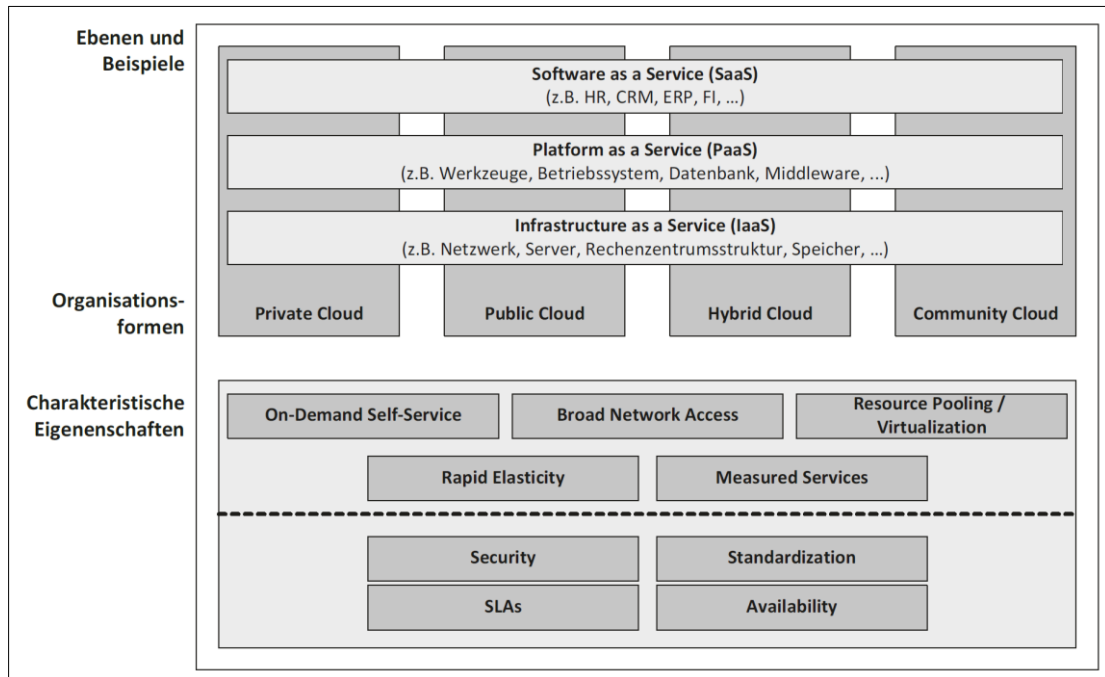 Ebenen und
Beispiele
Software as a Service (SaaS)
(z.B. HR, CRM, ERP, FI, ...)
Platform as a Service (PaaS)
(z.B. Werkzeuge, Betriebssystem, Datenbank, Middleware, ...)
Infrastructure as a Service (IaaS)
(z.B. Netzwerk, Server, Rechenzentrumsstruktur, Speicher, ...)
Organisations-
formen
Private Cloud
Public Cloud
Hybrid Cloud
Community Cloud
Charakteristische
Eigenenschaften
On-Demand Self-Service
Broad Network Access
Resource Pooling /
Virtualization
Rapid Elasticity
Measured Services
Security
Standardization
SLAs
Availability